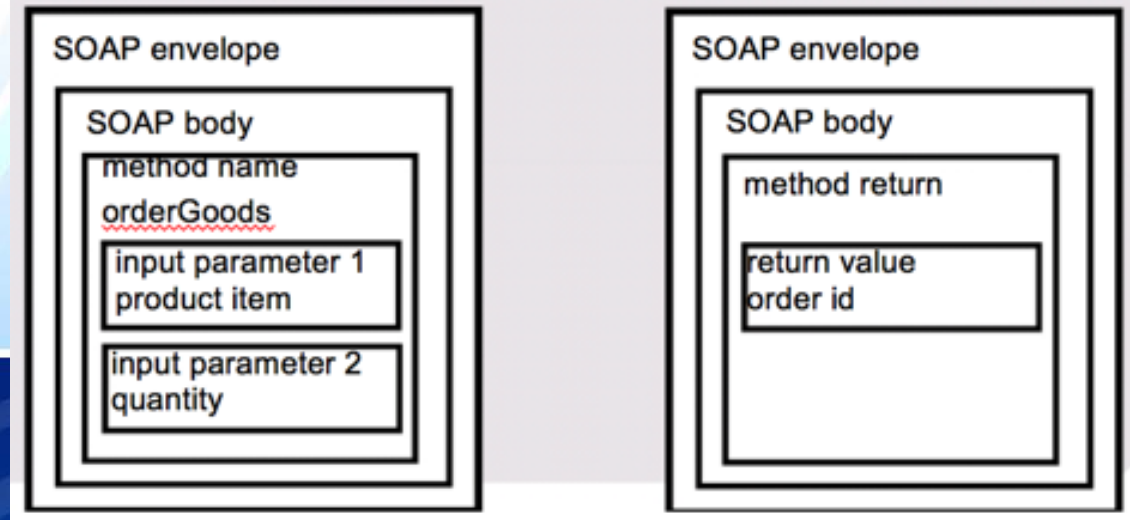 SOAP envelope
SOAP body
method name
orderGoods
input parameter 1
product item
input parameter 2
quantity
SOAP envelope
SOAP body
method return
return value
order id